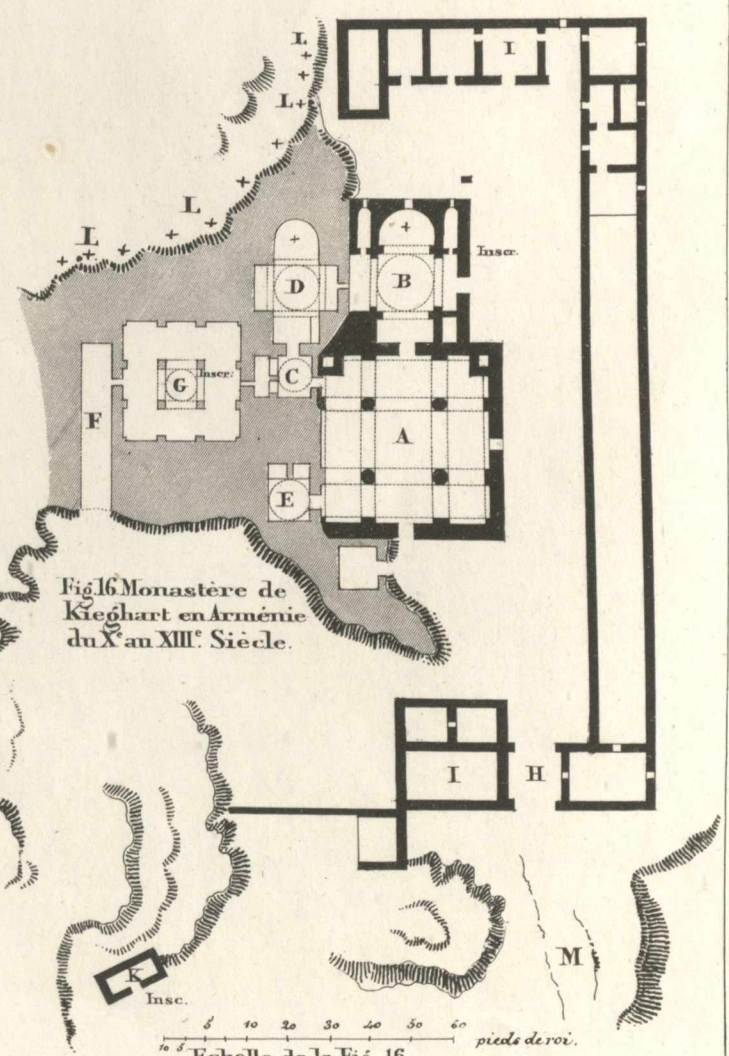 L
I
L
L
L
Inscr.
D
B
C
Inscr:
G
F
A
E
Fig.16 Monastère de
Kieghart en Arménie
du Xe au XIIIe. Siècle.
I
H
M
K
Insc.
10 5 5 10 20 30 40 50 60 pieds de roi.
Echelle de la Fig. 16